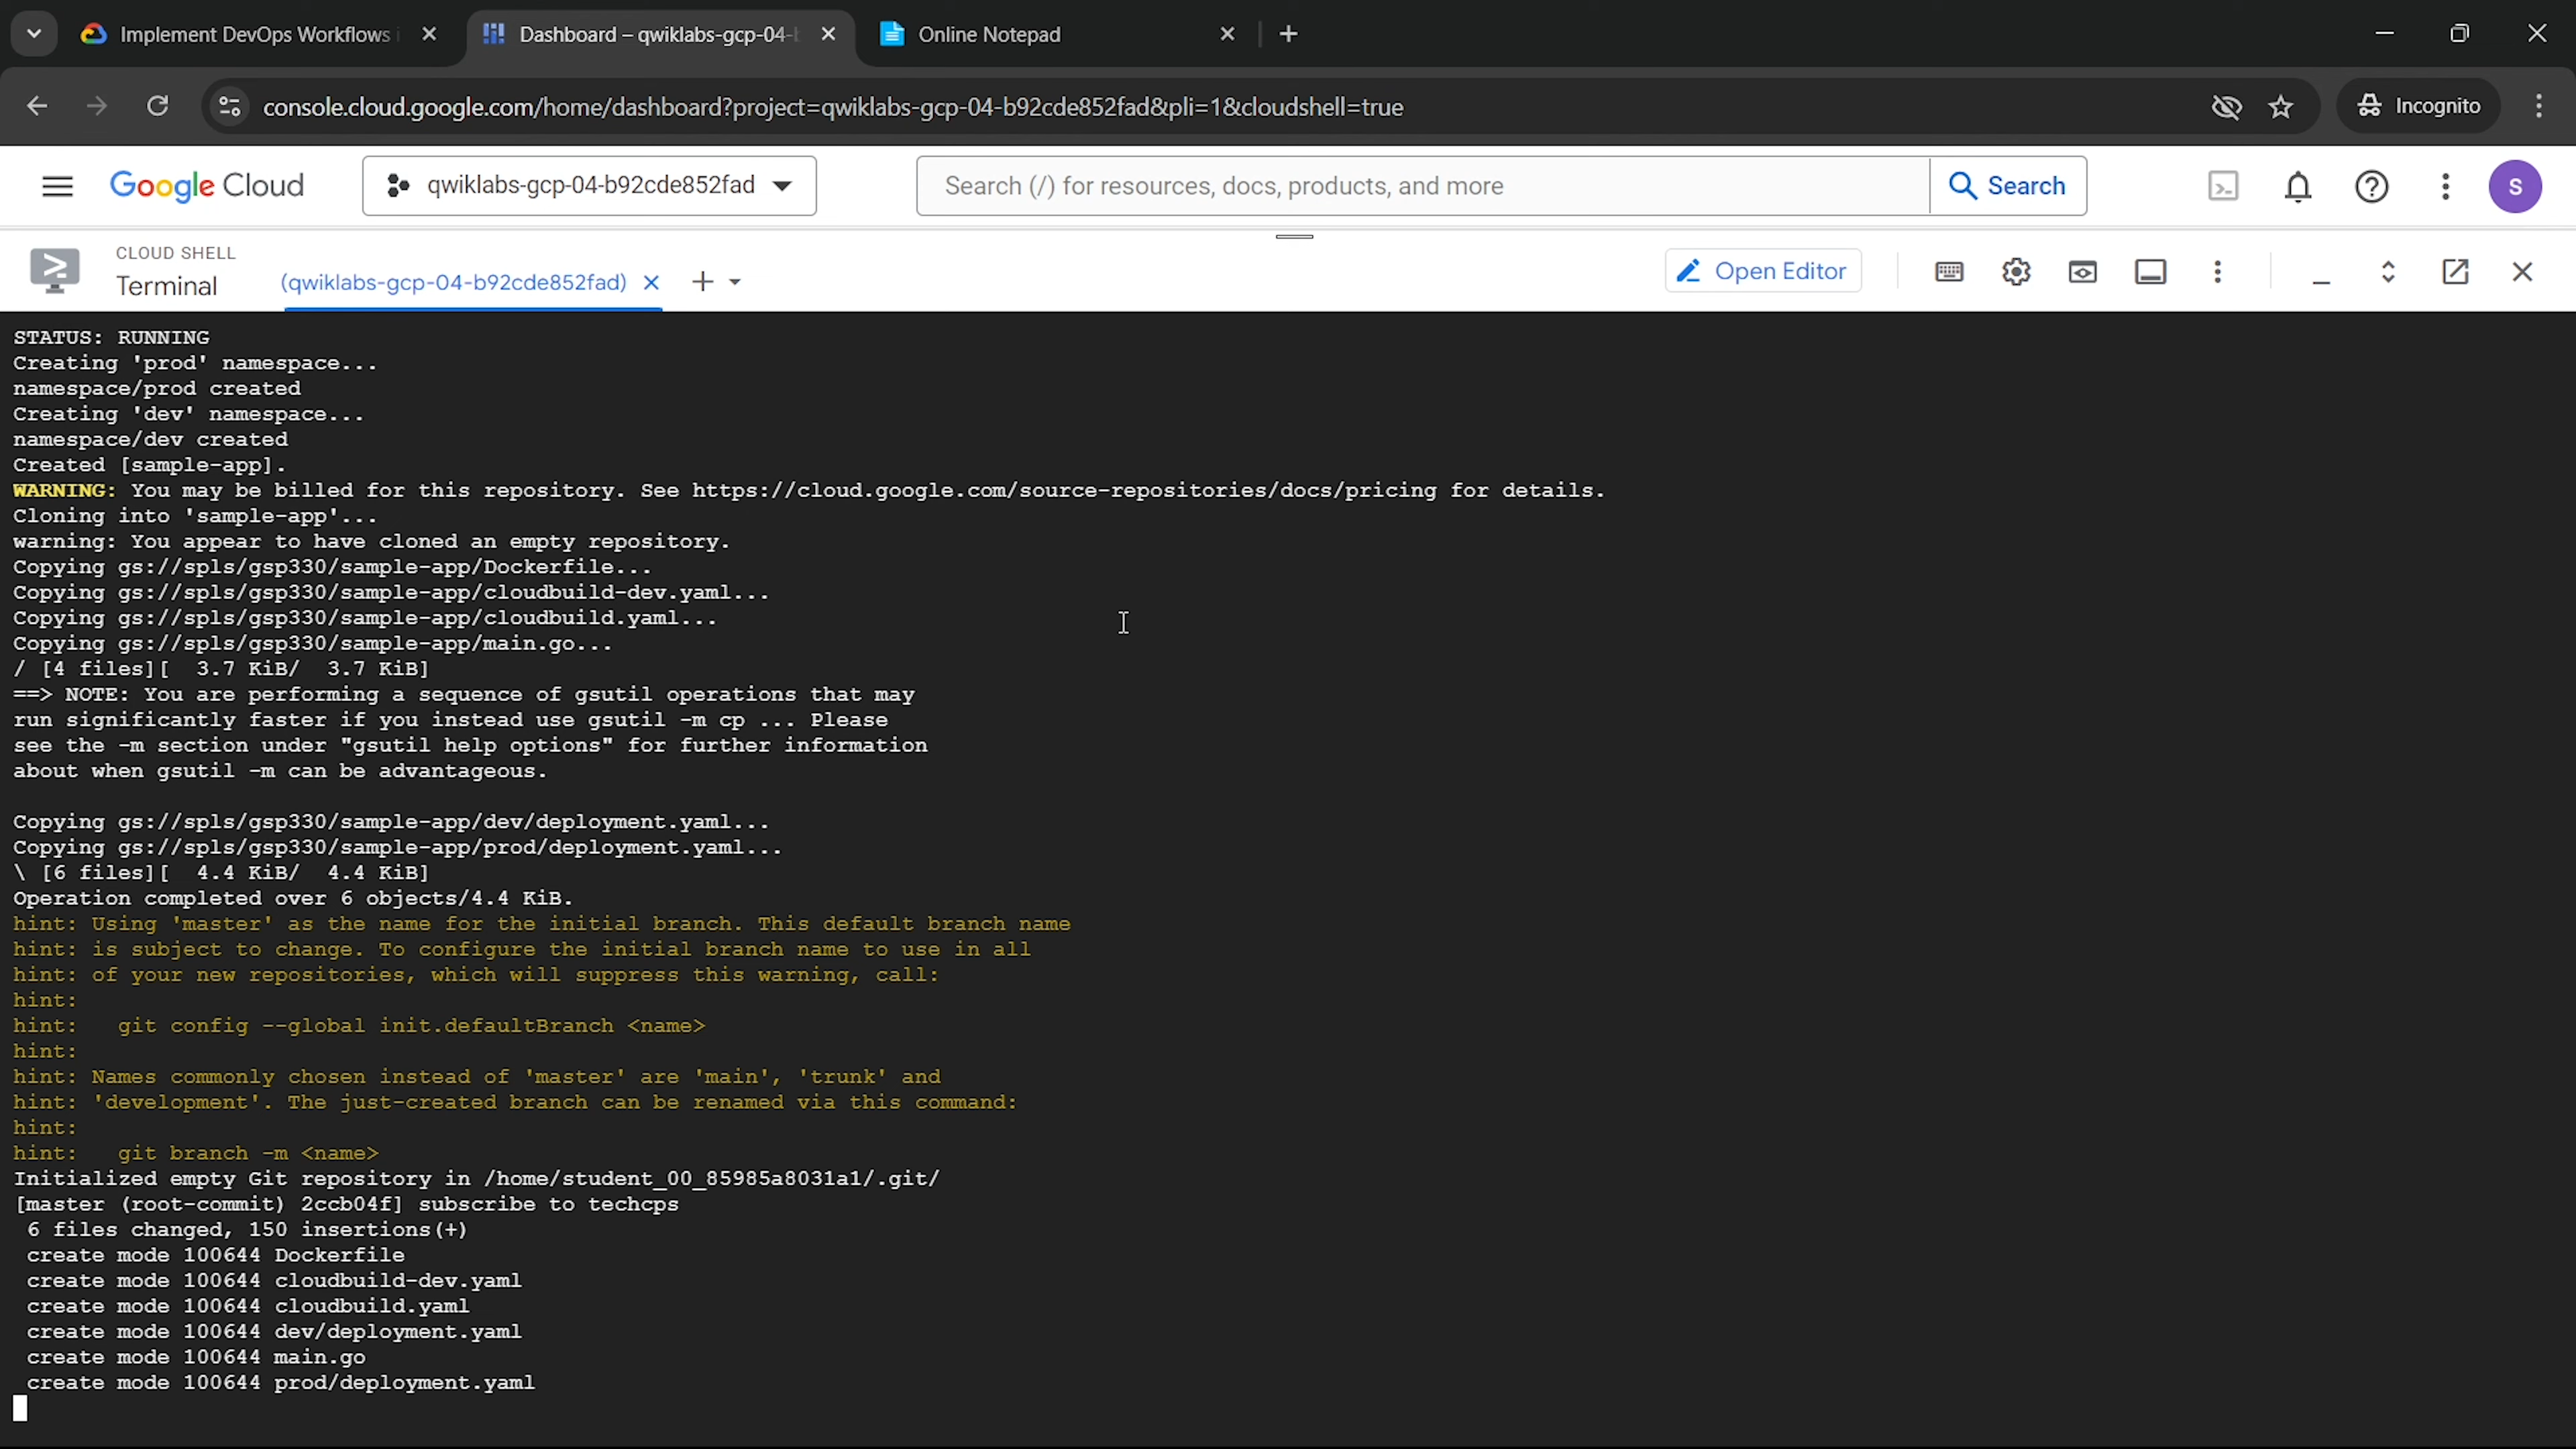 Implement DevOps Workflows i
Dashboard – qwiklabs-gcp-04-
Online Notepad
console.cloud.google.com/home/dashboard?project=qwiklabs-gcp-04-b92cde852fad&pli=1&cloudshell=true
Incognito
Google Cloud
qwiklabs-gcp-04-b92cde852fad
Search (/) for resources, docs, products, and more
Search
S
CLOUD SHELL
Terminal
(qwiklabs-gcp-04-b92cde852fad)
Open Editor
STATUS: RUNNING
Creating 'prod' namespace...
namespace/prod created
Creating 'dev' namespace...
namespace/dev created
Created [sample-app].
WARNING: You may be billed for this repository. See https://cloud.google.com/source-repositories/docs/pricing for details.
Cloning into 'sample-app'...
warning: You appear to have cloned an empty repository.
Copying gs://spls/gsp330/sample-app/Dockerfile...
Copying gs://spls/gsp330/sample-app/cloudbuild-dev.yaml...
Copying gs://spls/gsp330/sample-app/cloudbuild.yaml...
Copying gs://spls/gsp330/sample-app/main.go...
/ [4 files][  3.7 KiB/  3.7 KiB]
==> NOTE: You are performing a sequence of gsutil operations that may
run significantly faster if you instead use gsutil -m cp ... Please
see the -m section under "gsutil help options" for further information
about when gsutil -m can be advantageous.
Copying gs://spls/gsp330/sample-app/dev/deployment.yaml...
Copying gs://spls/gsp330/sample-app/prod/deployment.yaml...
\ [6 files][  4.4 KiB/  4.4 KiB]
Operation completed over 6 objects/4.4 KiB.
hint: Using 'master' as the name for the initial branch. This default branch name
hint: is subject to change. To configure the initial branch name to use in all
hint: of your new repositories, which will suppress this warning, call:
hint:
hint:   git config --global init.defaultBranch <name>
hint:
hint: Names commonly chosen instead of 'master' are 'main', 'trunk' and
hint: 'development'. The just-created branch can be renamed via this command:
hint:
hint:   git branch -m <name>
Initialized empty Git repository in /home/student_00_85985a8031a1/.git/
[master (root-commit) 2ccb04f] subscribe to techcps
 6 files changed, 150 insertions(+)
 create mode 100644 Dockerfile
 create mode 100644 cloudbuild-dev.yaml
 create mode 100644 cloudbuild.yaml
 create mode 100644 dev/deployment.yaml
 create mode 100644 main.go
 create mode 100644 prod/deployment.yaml